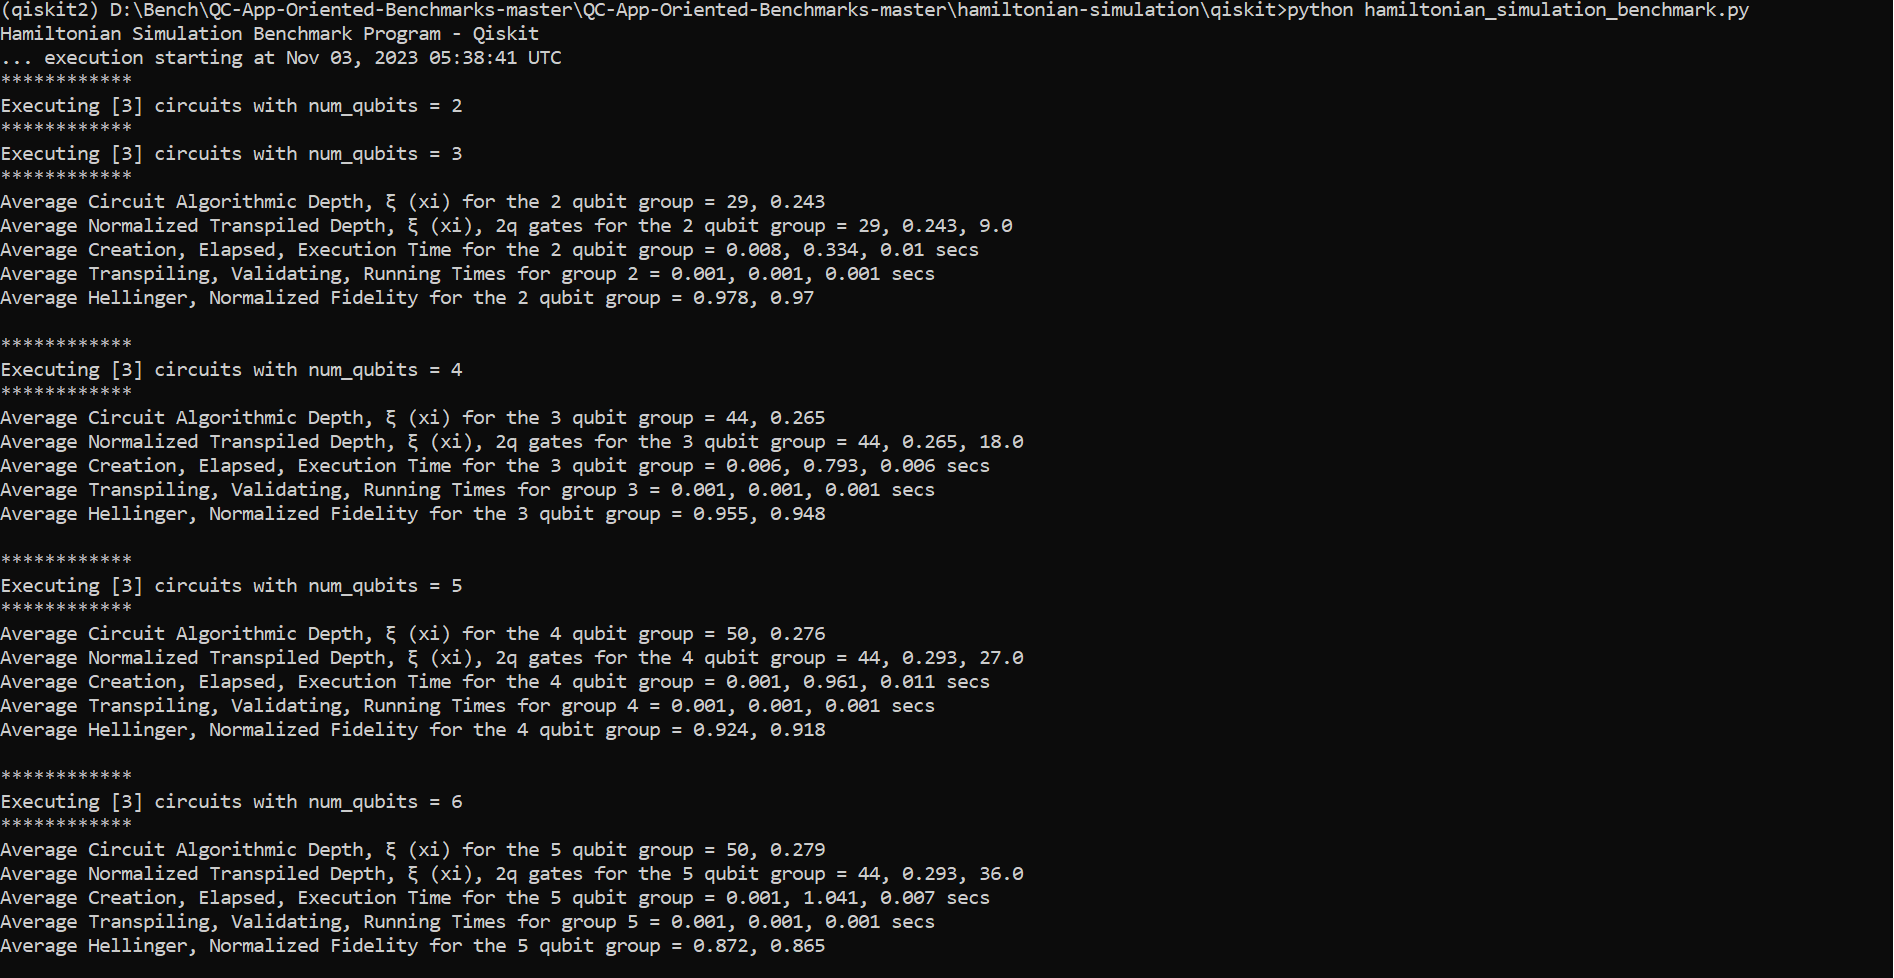 (qiskit2) D:\Bench\QC-App-Oriented-Benchmarks-master\QC-App-Oriented-Benchmarks-master\hamiltonian-simulation\qiskit>python hamiltonian_simulation_benchmark.py
Hamiltonian Simulation Benchmark Program - Qiskit
... execution starting at Nov 03, 2023 05:38:41 UTC
************
Executing [3] circuits with num_qubits = 2
************
Executing [3] circuits with num_qubits = 3
************
Average Circuit Algorithmic Depth, ξ (xi) for the 2 qubit group = 29, 0.243
Average Normalized Transpiled Depth, ξ (xi), 2q gates for the 2 qubit group = 29, 0.243, 9.0
Average Creation, Elapsed, Execution Time for the 2 qubit group = 0.008, 0.334, 0.01 secs
Average Transpiling, Validating, Running Times for group 2 = 0.001, 0.001, 0.001 secs
Average Hellinger, Normalized Fidelity for the 2 qubit group = 0.978, 0.97

************
Executing [3] circuits with num_qubits = 4
************
Average Circuit Algorithmic Depth, ξ (xi) for the 3 qubit group = 44, 0.265
Average Normalized Transpiled Depth, ξ (xi), 2q gates for the 3 qubit group = 44, 0.265, 18.0
Average Creation, Elapsed, Execution Time for the 3 qubit group = 0.006, 0.793, 0.006 secs
Average Transpiling, Validating, Running Times for group 3 = 0.001, 0.001, 0.001 secs
Average Hellinger, Normalized Fidelity for the 3 qubit group = 0.955, 0.948

************
Executing [3] circuits with num_qubits = 5
************
Average Circuit Algorithmic Depth, ξ (xi) for the 4 qubit group = 50, 0.276
Average Normalized Transpiled Depth, ξ (xi), 2q gates for the 4 qubit group = 44, 0.293, 27.0
Average Creation, Elapsed, Execution Time for the 4 qubit group = 0.001, 0.961, 0.011 secs
Average Transpiling, Validating, Running Times for group 4 = 0.001, 0.001, 0.001 secs
Average Hellinger, Normalized Fidelity for the 4 qubit group = 0.924, 0.918

************
Executing [3] circuits with num_qubits = 6
************
Average Circuit Algorithmic Depth, ξ (xi) for the 5 qubit group = 50, 0.279
Average Normalized Transpiled Depth, ξ (xi), 2q gates for the 5 qubit group = 44, 0.293, 36.0
Average Creation, Elapsed, Execution Time for the 5 qubit group = 0.001, 1.041, 0.007 secs
Average Transpiling, Validating, Running Times for group 5 = 0.001, 0.001, 0.001 secs
Average Hellinger, Normalized Fidelity for the 5 qubit group = 0.872, 0.865